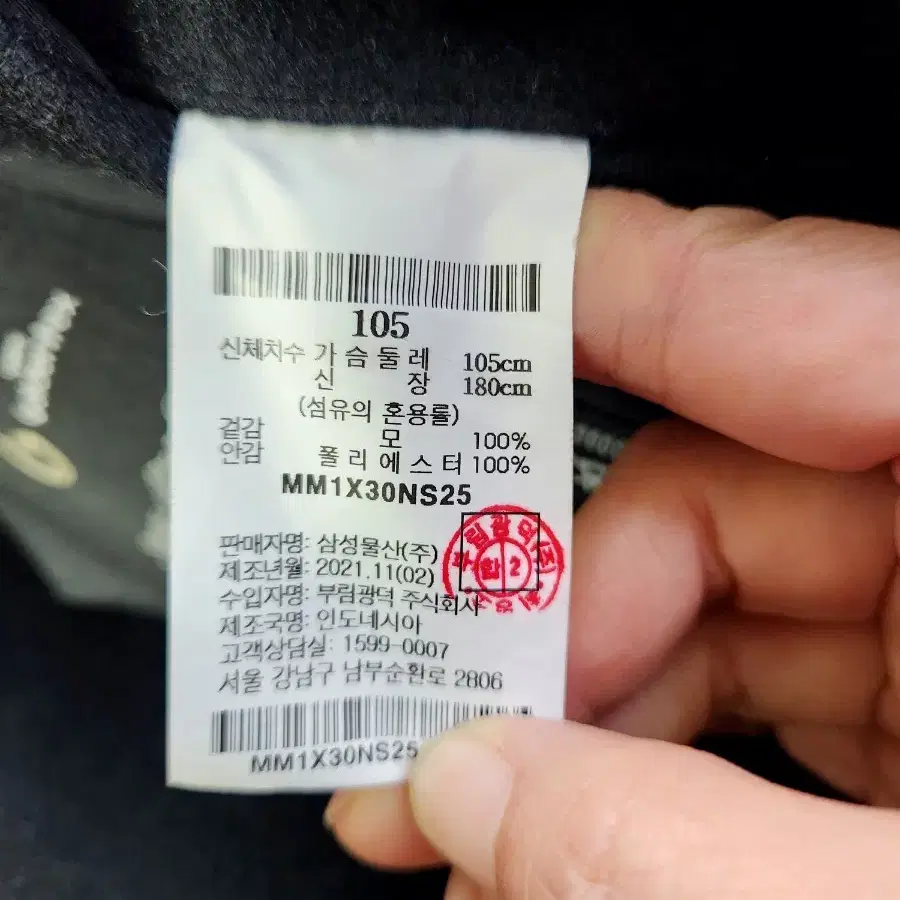 105
신체치수 가슴둘레 105cm
신장 180cm
(섬유의 혼용률)
겉감 모 100%
안감 폴리에스터 100%
MM1X30NS25
판매자명: 삼성물산(주)
제조년월: 2021.11(02)
수입자명: 부림광덕 주식회사
제조국명: 인도네시아
고객상담실: 1599-0007
서울 강남구 남부순환로 2806
합 2
MM1X30NS25